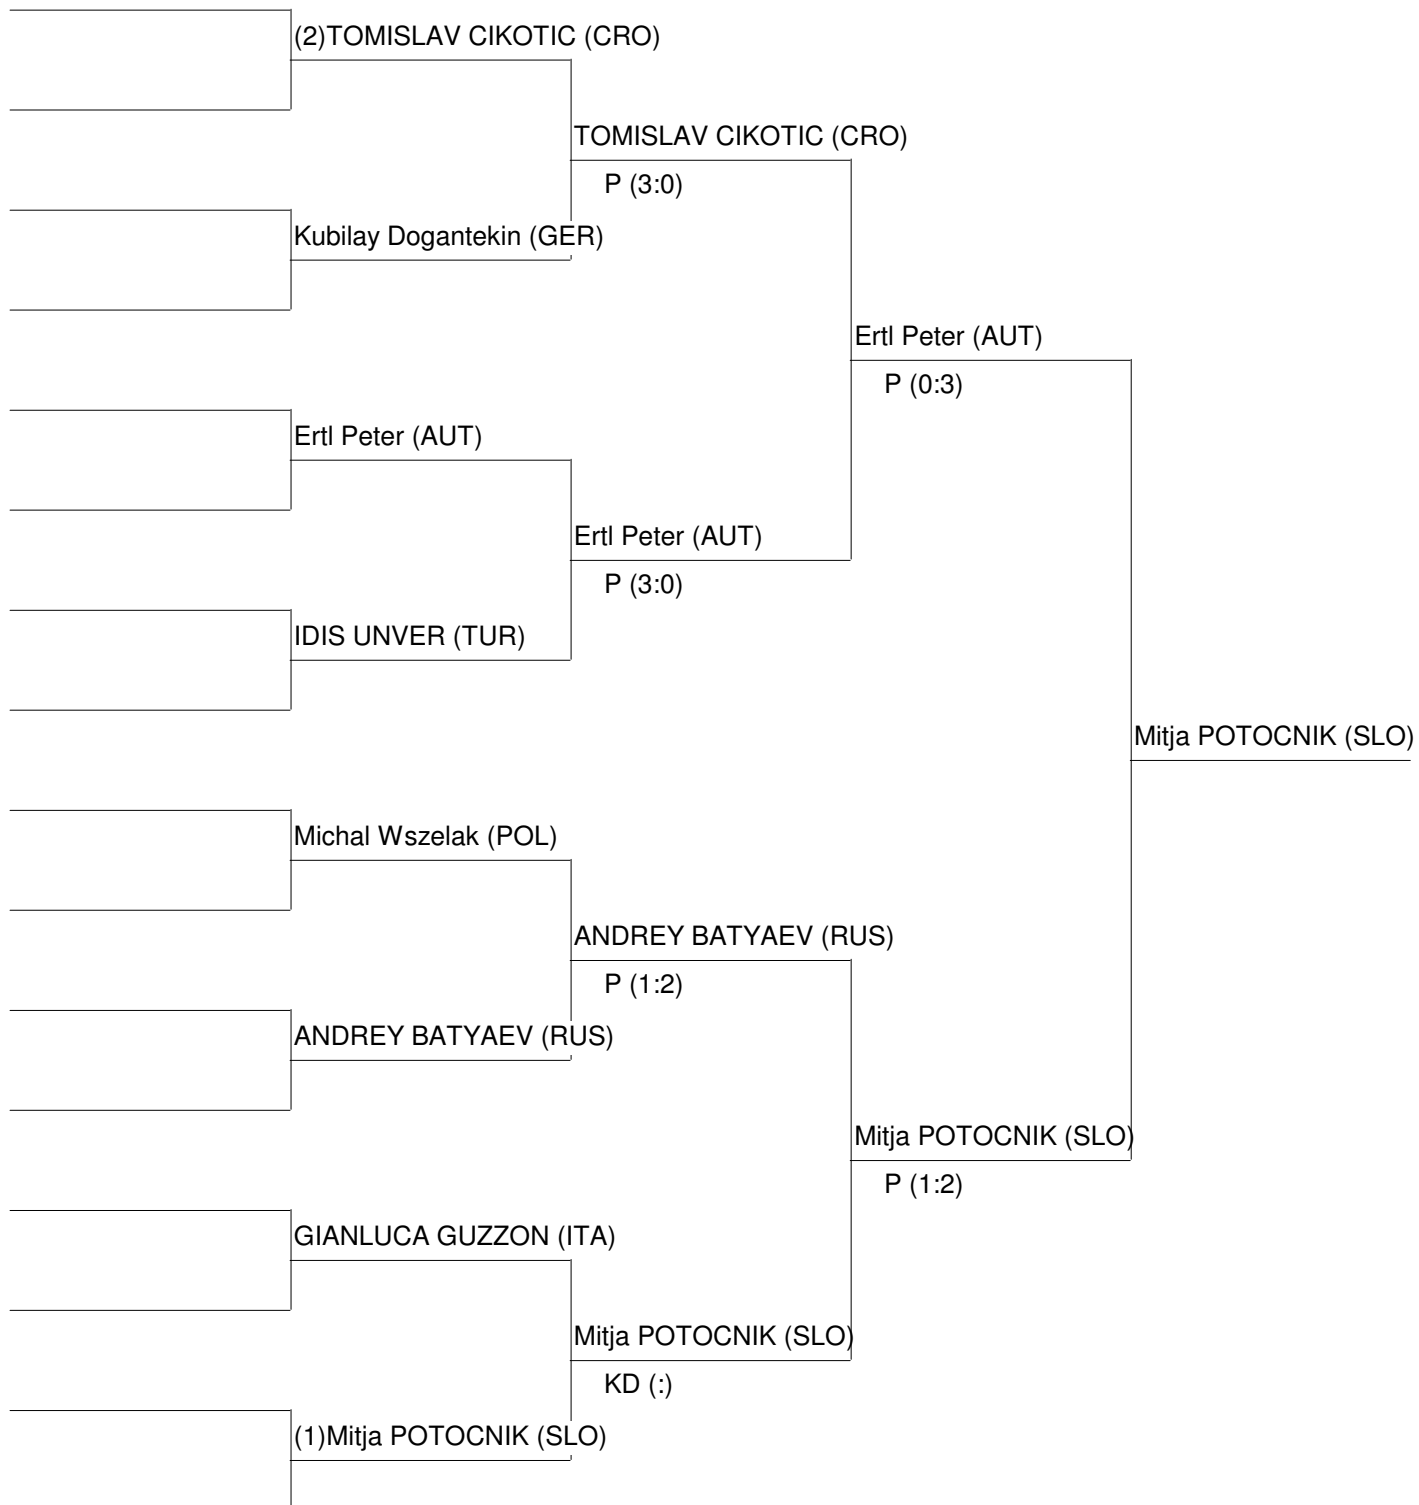 (2)TOMISLAV CIKOTIC (CRO)
TOMISLAV CIKOTIC (CRO)
P (3:0)
Kubilay Dogantekin (GER)
Ertl Peter (AUT)
P (0:3)
Ertl Peter (AUT)
Ertl Peter (AUT)
P (3:0)
IDIS UNVER (TUR)
Mitja POTOCNIK (SLO)
Michal Wszelak (POL)
ANDREY BATYAEV (RUS)
P (1:2)
ANDREY BATYAEV (RUS)
Mitja POTOCNIK (SLO)
P (1:2)
GIANLUCA GUZZON (ITA)
Mitja POTOCNIK (SLO)
KD (:)
(1)Mitja POTOCNIK (SLO)